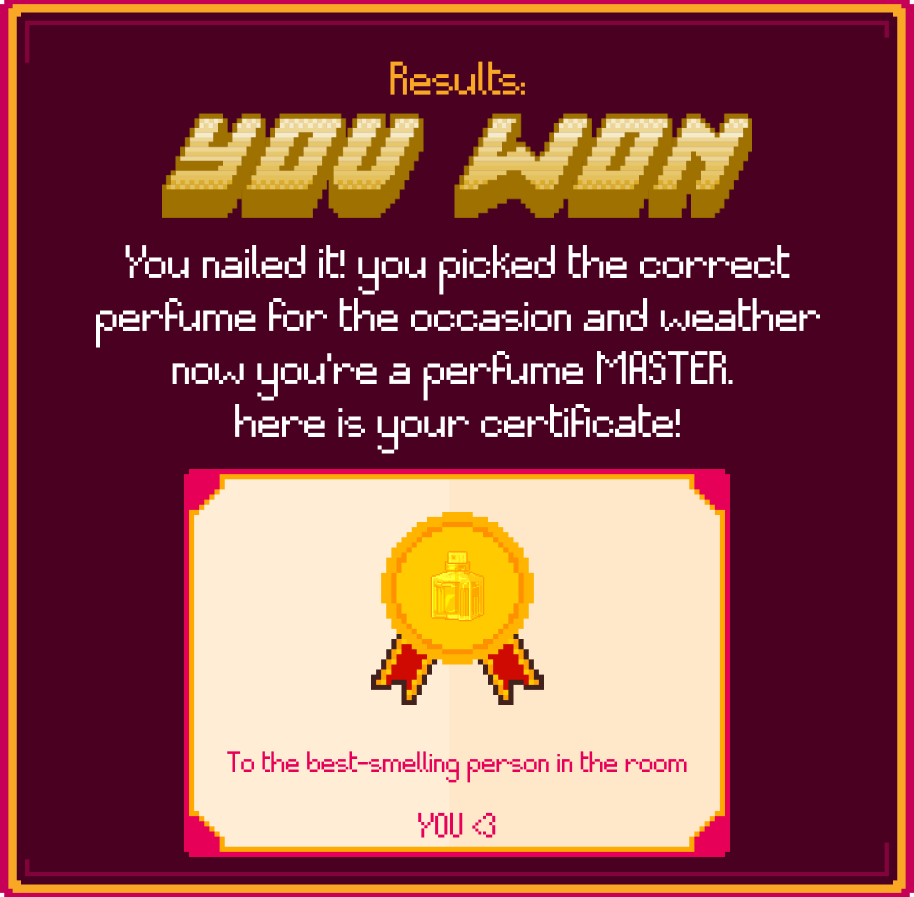 Results:
YOU WON
You nailed it! you picked the correct
perfume for the occasion and weather
now you're a perfume MASTER.
here is your certificate!
To the best-smelling person in the room
YOU <3